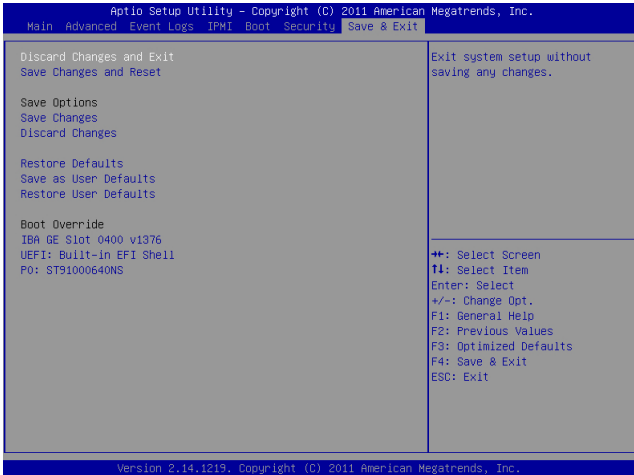 Aptio Setup Utility – Copyright (C) 2011 American Megatrends, Inc.
Main Advanced Event Logs IPMI Boot Security Save & Exit
Discard Changes and Exit
Save Changes and Reset
Save Options
Save Changes
Discard Changes
Restore Defaults
Save as User Defaults
Restore User Defaults
Boot Override
IBA GE Slot 0400 v1376
UEFI: Built-in EFI Shell
P0: ST91000640NS
Exit system setup without
saving any changes.
→←: Select Screen
↑↓: Select Item
Enter: Select
+/-: Change Opt.
F1: General Help
F2: Previous Values
F3: Optimized Defaults
F4: Save & Exit
ESC: Exit
Version 2.14.1219. Copyright (C) 2011 American Megatrends, Inc.